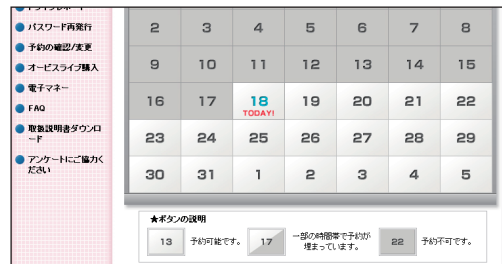 パスワード再発行
予約の確認/変更
オービスライブ購入
電子マネー
FAQ
取扱説明書ダウンロ
ード
アンケートにご協力く
ださい
2 3 4 5 6 7 8
9 10 11 12 13 14 15
16 17 18 19 20 21 22
TODAY!
23 24 25 26 27 28 29
30 31 1 2 3 4 5
★ボタンの説明
13 予約可能です。 17 一部の時間帯で予約が
埋まっています。 22 予約不可です。